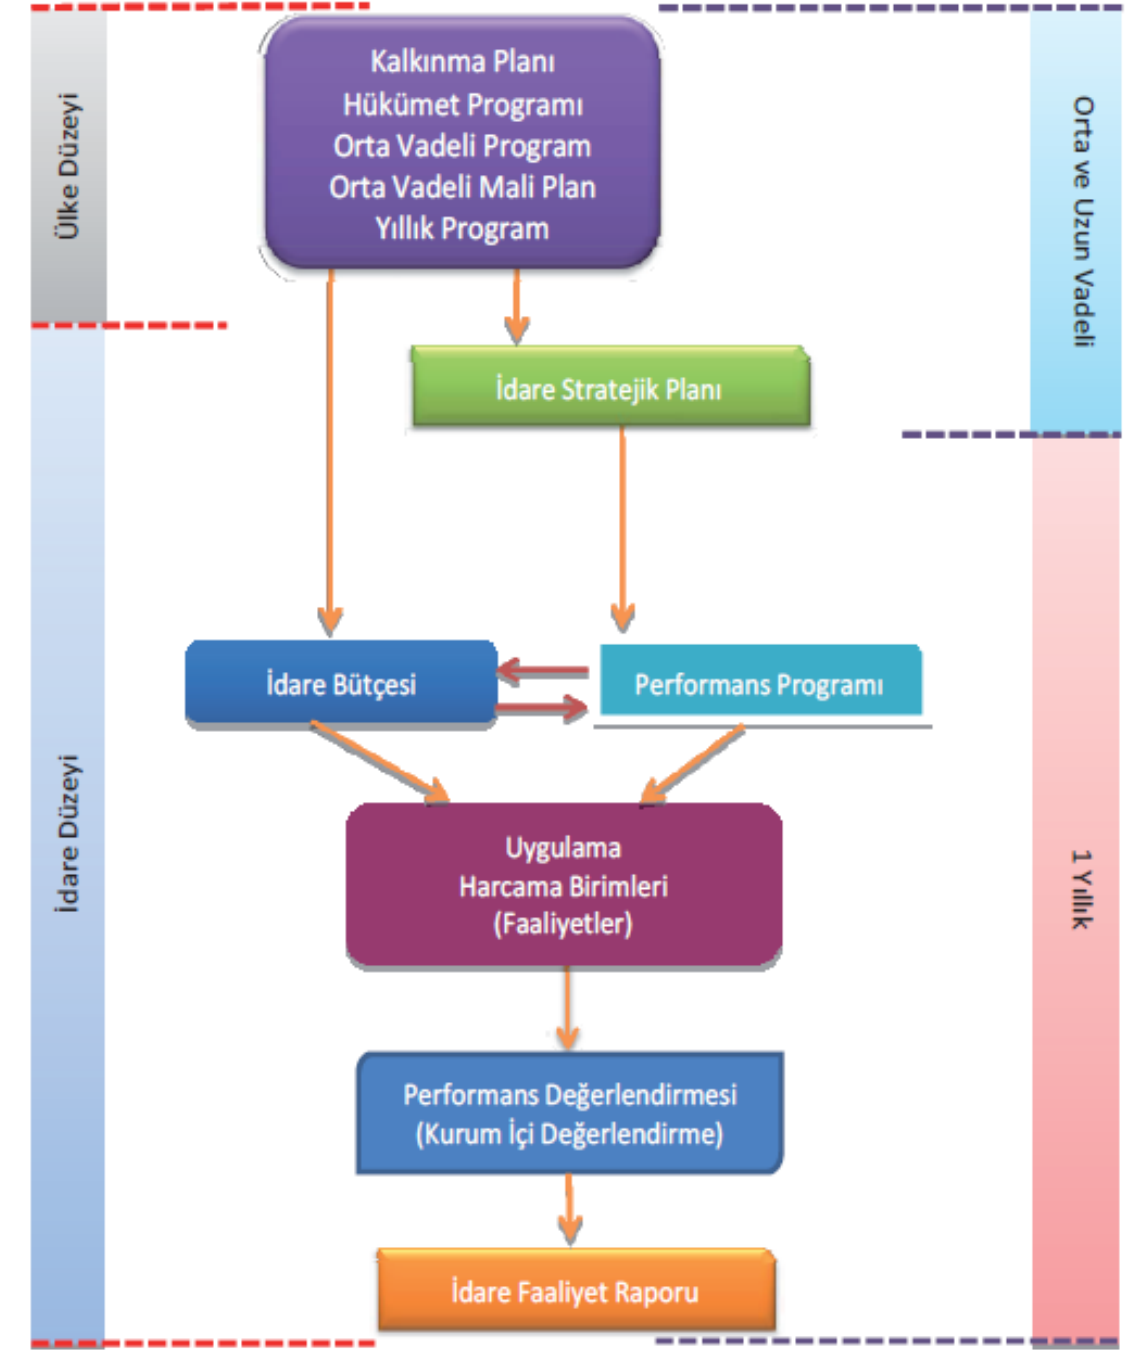 Ülke Düzeyi
Kalkınma Planı
Hükümet Programı
Orta Vadeli Program
Orta Vadeli Mali Plan
Yıllık Program
Orta ve Uzun Vadeli
İdare Stratejik Planı
İdare Düzeyi
İdare Bütçesi
Performans Programı
Uygulama
Harcama Birimleri
(Faaliyetler)
1 Yıllık
Performans Değerlendirmesi
(Kurum İçi Değerlendirme)
İdare Faaliyet Raporu